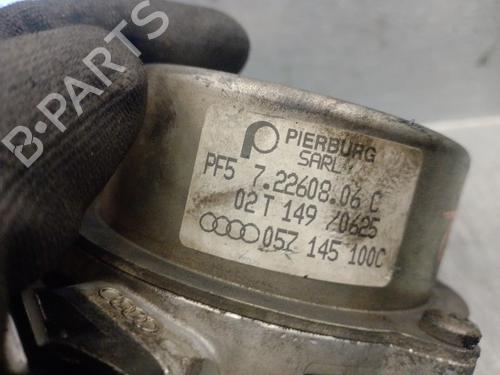 B-PARTS
PIERBURG
SARL
PF5 7.22608.06 C
02T 149 /0625
057 145 100C